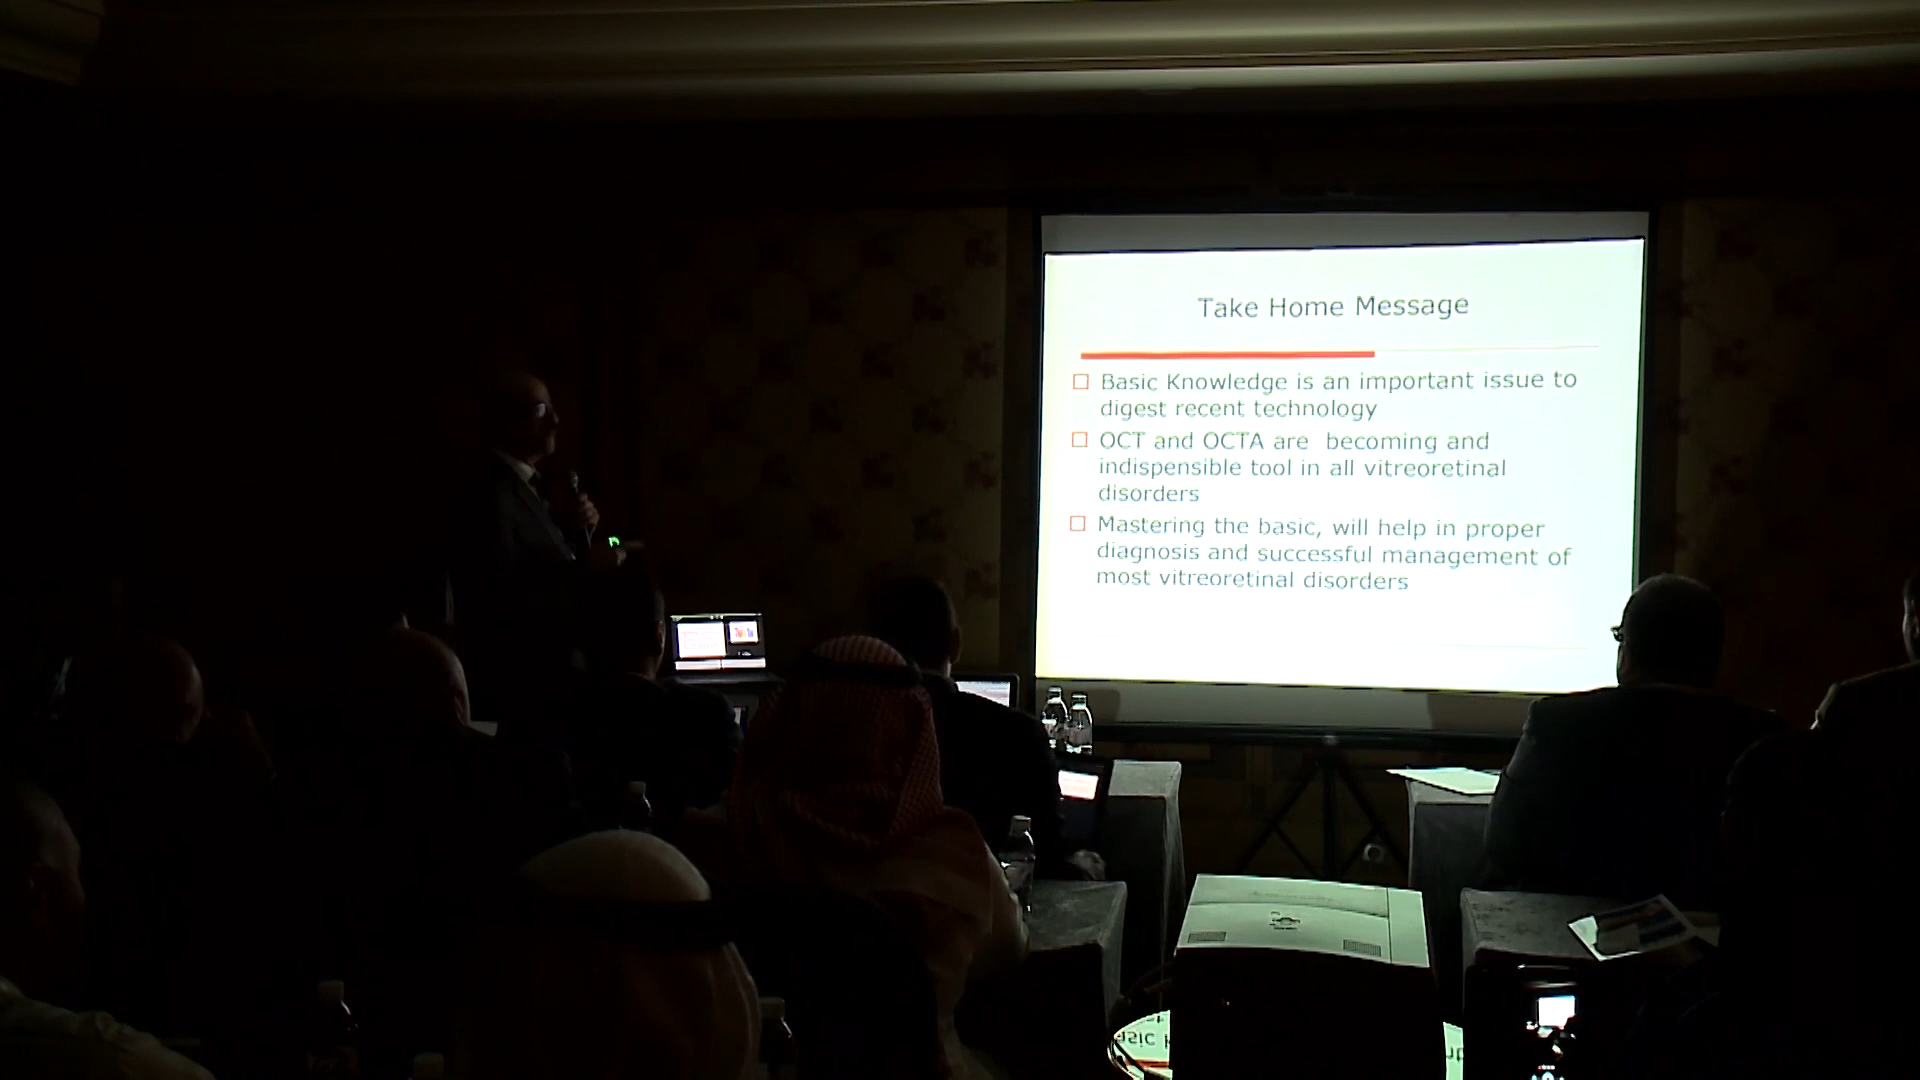 Take Home Message
Basic Knowledge is an important issue to
digest recent technology
OCT and OCTA are becoming and
indispensible tool in all vitreoretinal
disorders
Mastering the basic, will help in proper
diagnosis and successful management of
most vitreoretinal disorders